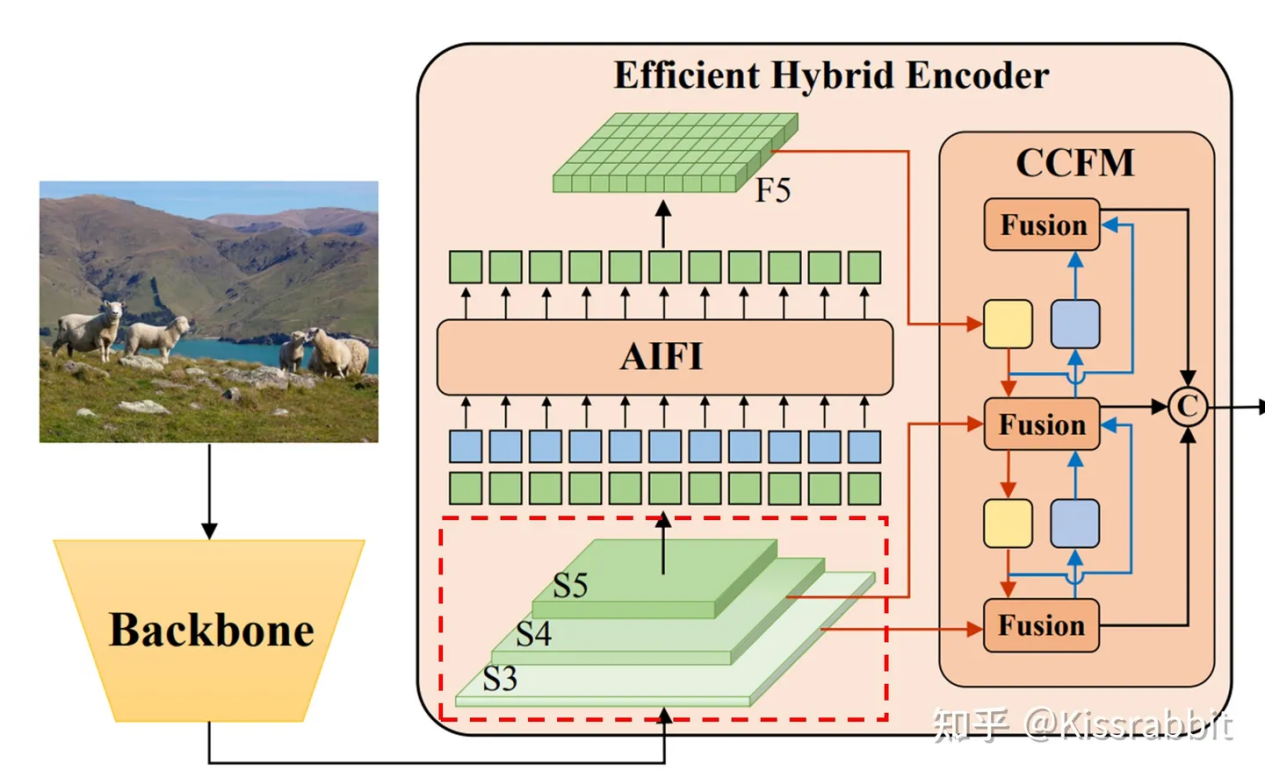 Efficient Hybrid Encoder
CCFM
F5
Fusion
AIFI
C
Fusion
S5
S4
S3
Backbone
Fusion
知乎 @Kissrabbit